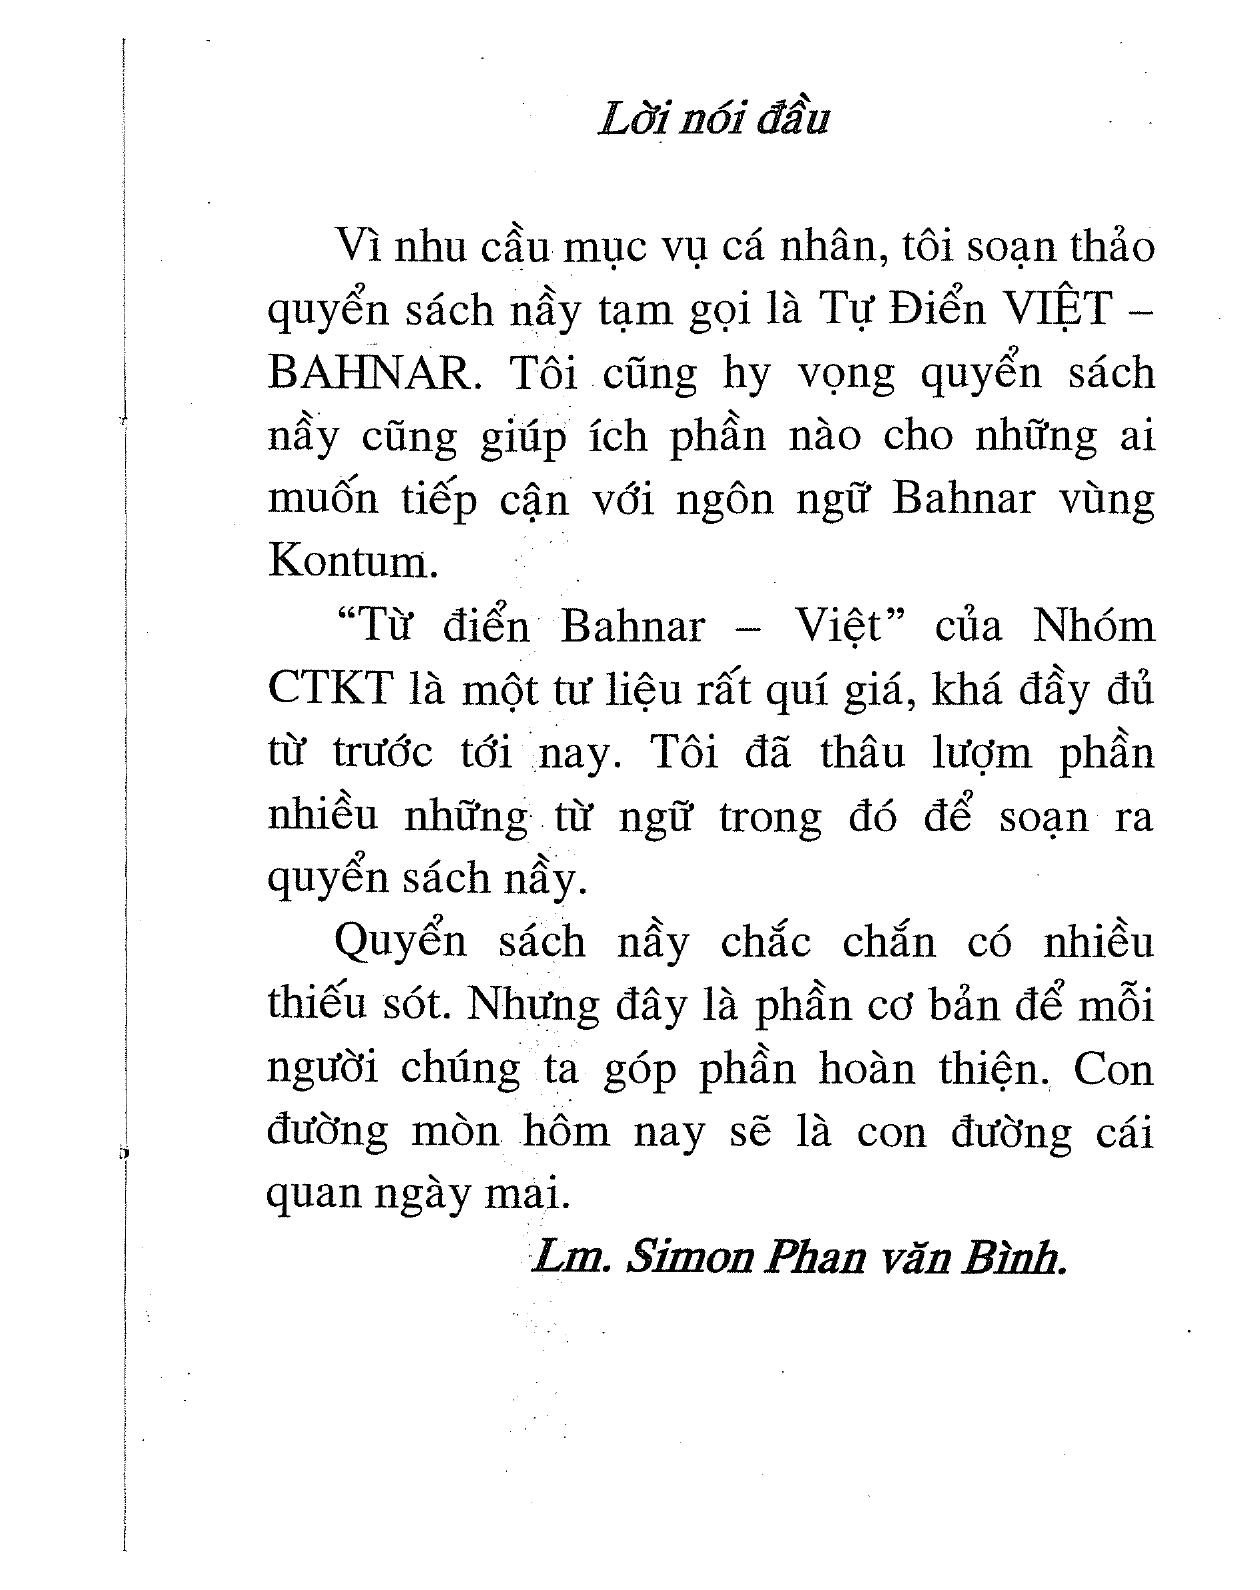 Lời nói đầu
Vì nhu cầu mục vụ cá nhân, tôi soạn thảo
quyển sách nầy tạm gọi là Tự Điển VIỆT –
BAHNAR. Tôi cũng hy vọng quyển sách
nầy cũng giúp ích phần nào cho những ai
muốn tiếp cận với ngôn ngữ Bahnar vùng
Kontum.
“Từ điển Bahnar – Việt” của Nhóm
CTKT là một tư liệu rất quí giá, khá đầy đủ
từ trước tới nay. Tôi đã thâu lượm phần
nhiều những từ ngữ trong đó để soạn ra
quyển sách nầy.
Quyển sách nầy chắc chắn có nhiều
thiếu sót. Nhựng đây là phần cơ bản để mỗi
người chúng ta góp phần hoàn thiện. Con
đường mòn hôm nay sẽ là con đường cái
quan ngày mai.
Lm. Simon Phan văn Bình.